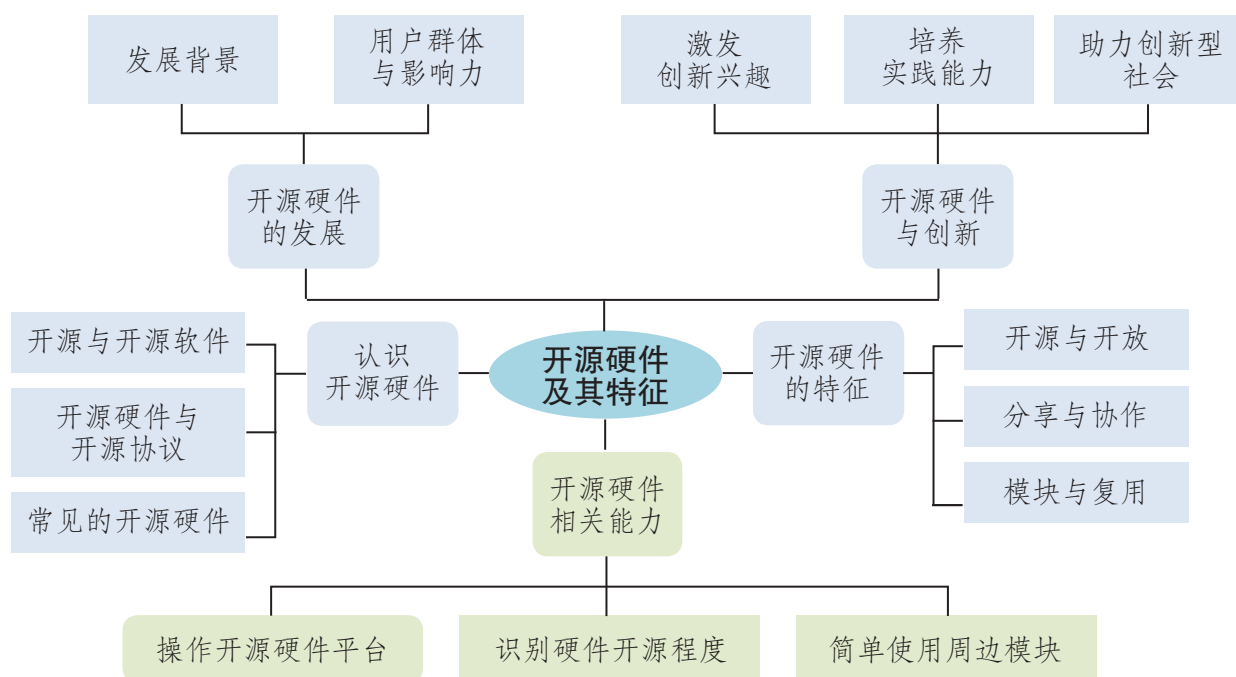 发展背景
用户群体
与影响力
激发
创新兴趣
培养
实践能力
助力创新型
社会
开源硬件
的发展
开源硬件
与创新
开源与开源软件
开源硬件与
开源协议
常见的开源硬件
认识
开源硬件
开源硬件
及其特征
开源硬件
的特征
开源与开放
分享与协作
模块与复用
开源硬件
相关能力
操作开源硬件平台
识别硬件开源程度
简单使用周边模块